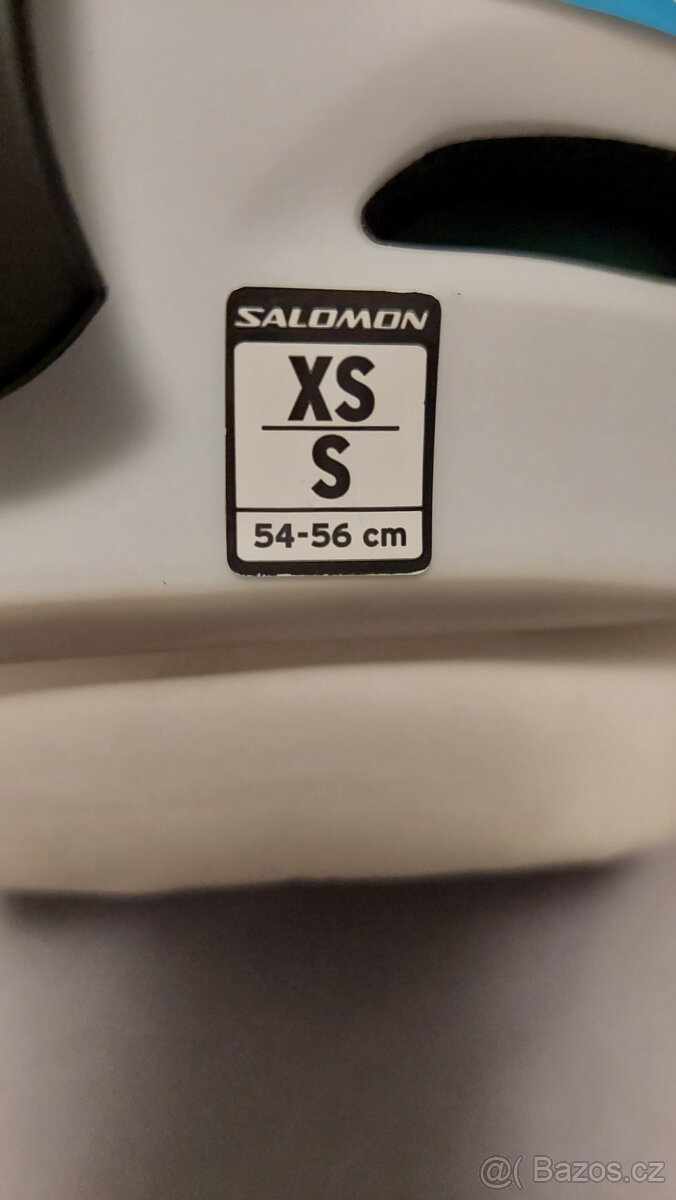 SALOMON
XS
S
54-56 cm
@( Bazos.cz